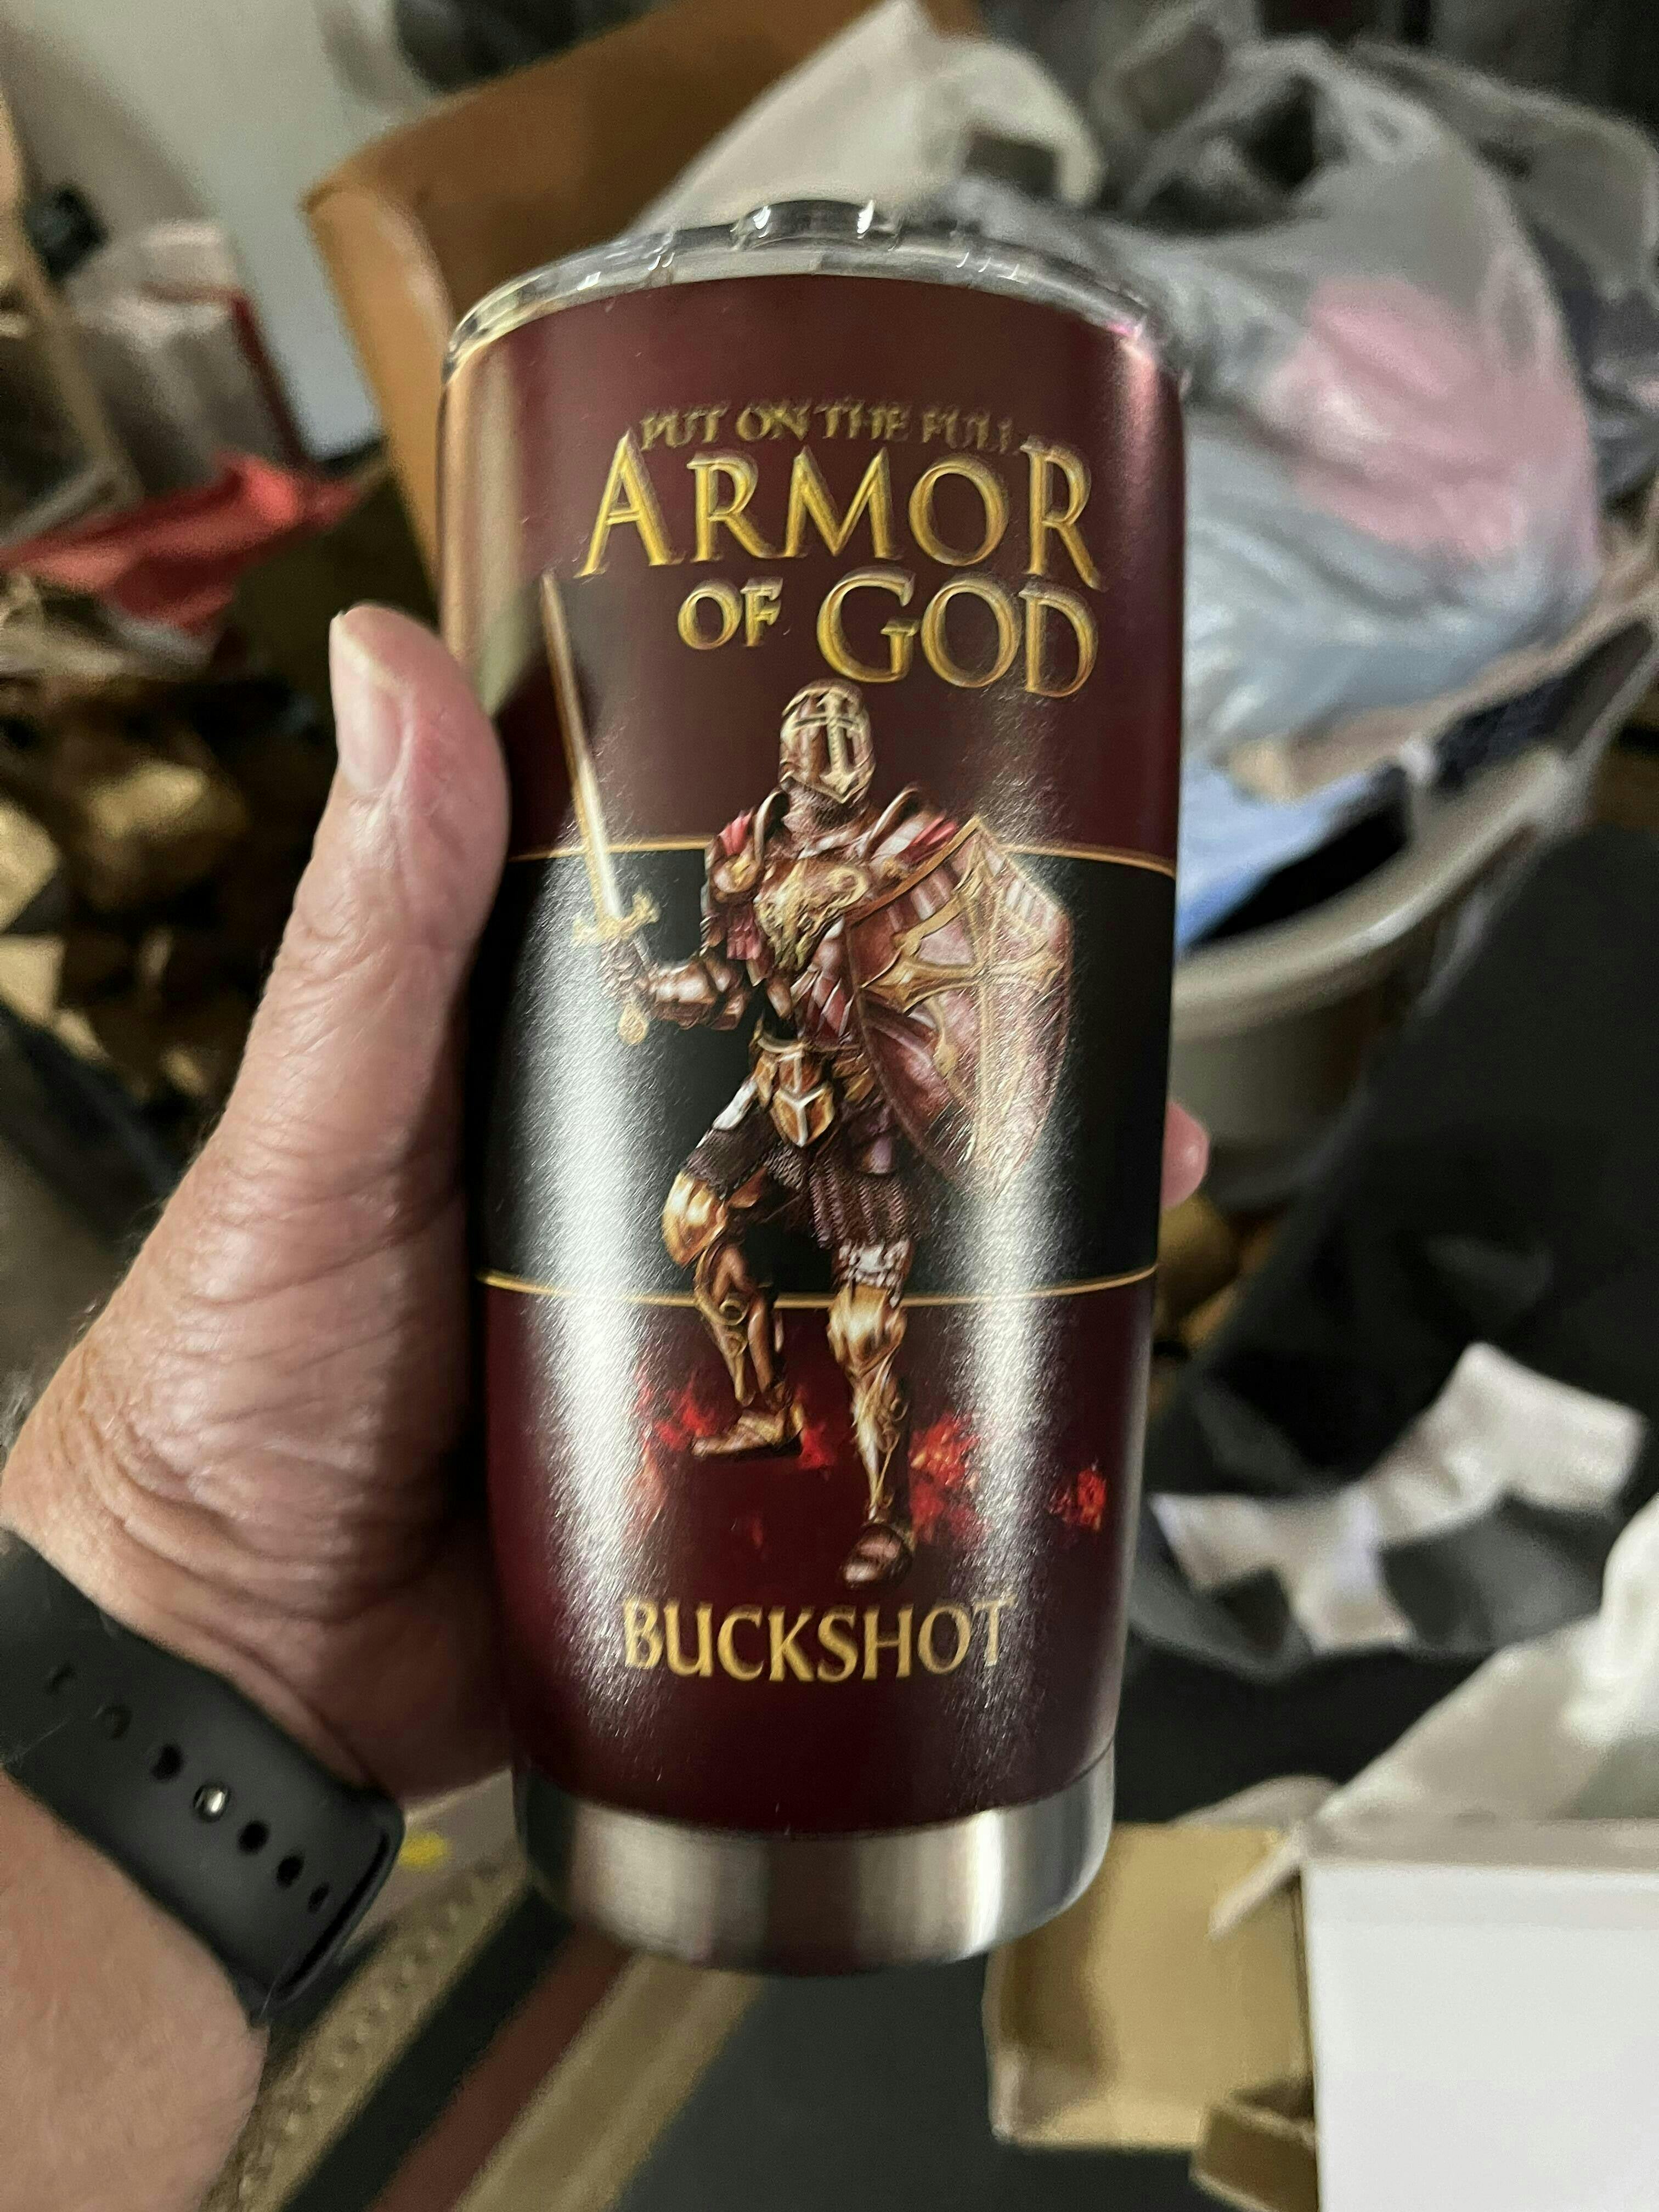 PUT ON THE FULL
ARMOR
OF GOD
BUCKSHOT